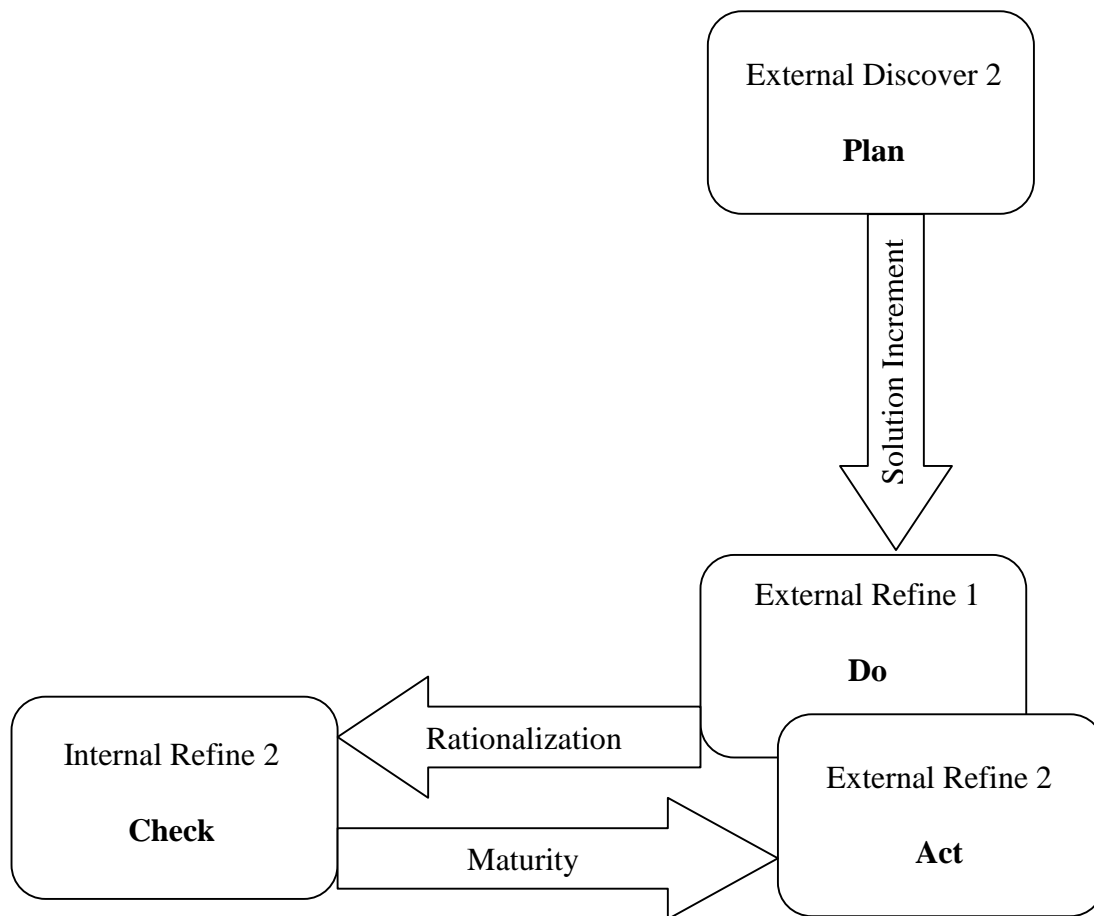 External Discover 2
Plan
Solution Increment
External Refine 1
Do
Rationalization
Internal Refine 2
Check
Maturity
External Refine 2
Act